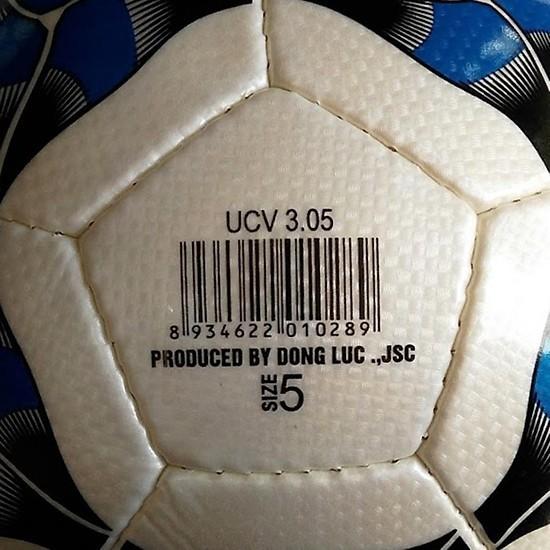 UCV 3.05
8 934622 010289
PRODUCED BY DONG LUC .,JSC
SIZE 5